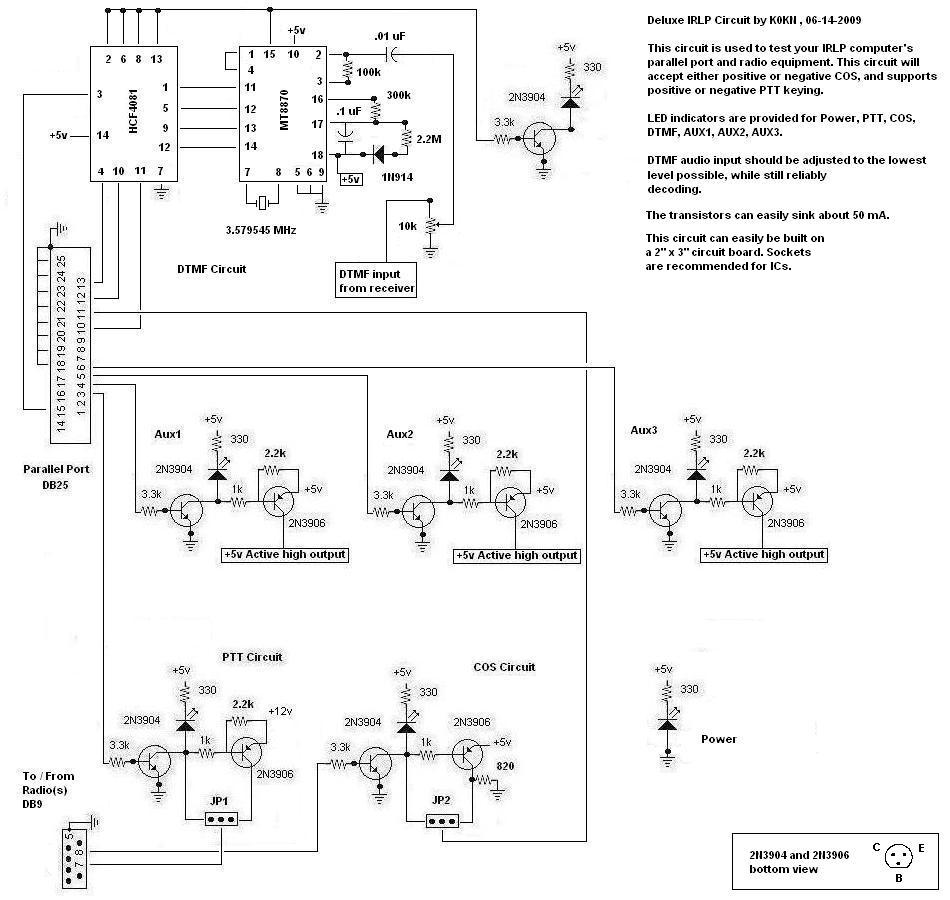 Deluxe IRLP Circuit by K0KN , 06-14-2009
This circuit is used to test your IRLP computer's
parallel port and radio equipment. This circuit will
accept either positive or negative COS, and supports
positive or negative PTT keying.
LED indicators are provided for Power, PTT, COS,
DTMF, AUX1, AUX2, AUX3.
DTMF audio input should be adjusted to the lowest
level possible, while still reliably
decoding.
The transistors can easily sink about 50 mA.
This circuit can easily be built on
a 2" x 3" circuit board. Sockets
are recommended for ICs.
2 6 8 13
3
1
5
9
12
14
+5v
4 10 11 7
HCF4081
15 10
+5v
1
4
11
12
13
14
2
3
16
17
18
7 8 5 6 9
MT8870
.01 uF
100k
300k
.1 uF
2.2M
1N914
+5v
3.579545 MHz
10k
DTMF input
from receiver
DTMF Circuit
+5v
330
2N3904
3.3k
14 15 16 17 18 19 20 21 22 23 24 25
1 2 3 4 5 6 7 8 9 10 11 12 13
Parallel Port
DB25
Aux1
+5v
330
2N3904
3.3k
1k
2.2k
+5v
2N3906
+5v Active high output
Aux2
+5v
330
2N3904
3.3k
1k
2.2k
+5v
2N3906
+5v Active high output
Aux3
+5v
330
2N3904
3.3k
1k
2.2k
+5v
2N3906
+5v Active high output
PTT Circuit
+5v
330
2N3904
3.3k
1k
2.2k
+12v
2N3906
JP1
COS Circuit
+5v
330
2N3904
3.3k
1k
2N3906
+5v
820
JP2
+5v
330
Power
To / From
Radio(s)
DB9
5
7 8
2N3904 and 2N3906
bottom view
C E
B